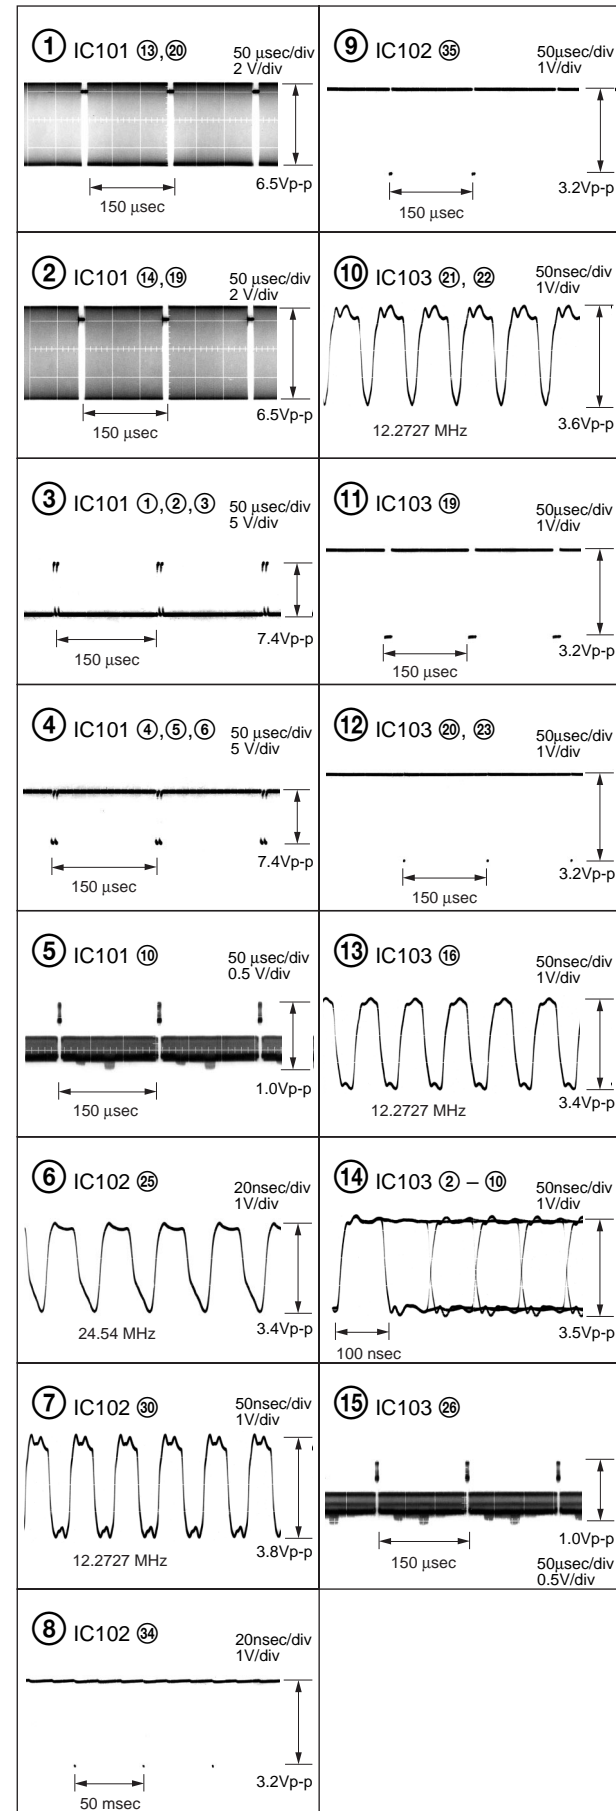 ① IC101 ⑬,⑳
50 μsec/div
2 V/div
6.5Vp-p
150 μsec
② IC101 ⑭,⑲
50 μsec/div
2 V/div
6.5Vp-p
150 μsec
③ IC101 ①,②,③
50 μsec/div
5 V/div
7.4Vp-p
150 μsec
④ IC101 ④,⑤,⑥
50 μsec/div
5 V/div
7.4Vp-p
150 μsec
⑤ IC101 ⑩
50 μsec/div
0.5 V/div
1.0Vp-p
150 μsec
⑥ IC102 ㉕
20nsec/div
1V/div
24.54 MHz
3.4Vp-p
⑦ IC102 ㉚
50nsec/div
1V/div
12.2727 MHz
3.8Vp-p
⑧ IC102 ㉞
20nsec/div
1V/div
3.2Vp-p
50 msec
⑨ IC102 ㉟
50μsec/div
1V/div
3.2Vp-p
150 μsec
⑩ IC103 ㉑, ㉒
50nsec/div
1V/div
3.6Vp-p
12.2727 MHz
⑪ IC103 ⑲
50μsec/div
1V/div
3.2Vp-p
150 μsec
⑫ IC103 ⑳, ㉓
50μsec/div
1V/div
3.2Vp-p
150 μsec
⑬ IC103 ⑯
50nsec/div
1V/div
3.4Vp-p
12.2727 MHz
⑭ IC103 ② – ⑩
50nsec/div
1V/div
3.5Vp-p
100 nsec
⑮ IC103 ㉖
1.0Vp-p
150 μsec
50μsec/div
0.5V/div